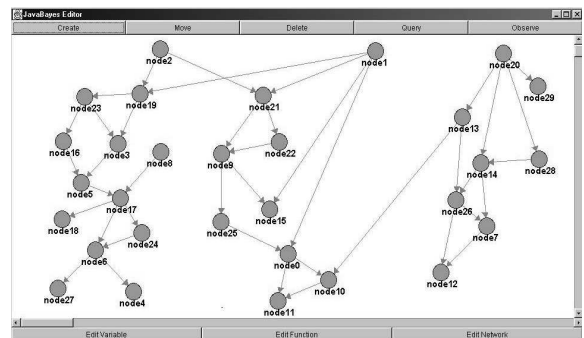 JavaBayes Editor
Create Move Delete Query Observe
node2
node1
node20
node29
node23
node19
node21
node13
node16
node3
node8
node9
node22
node14
node28
node5
node17
node15
node26
node18
node24
node25
node7
node6
node0
node12
node27
node4
node10
node11
Edit Variable Edit Function Edit Network